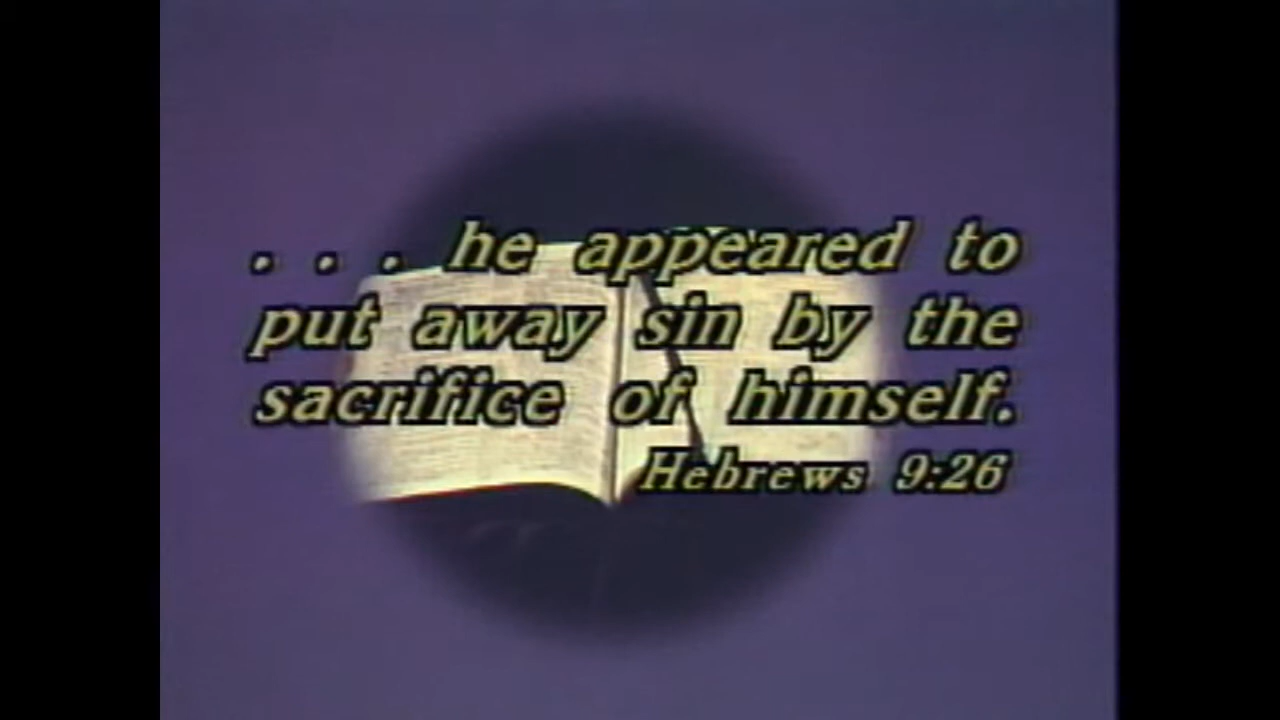 . . . he appeared to
put away sin by the
sacrifice of himself.
Hebrews 9:26